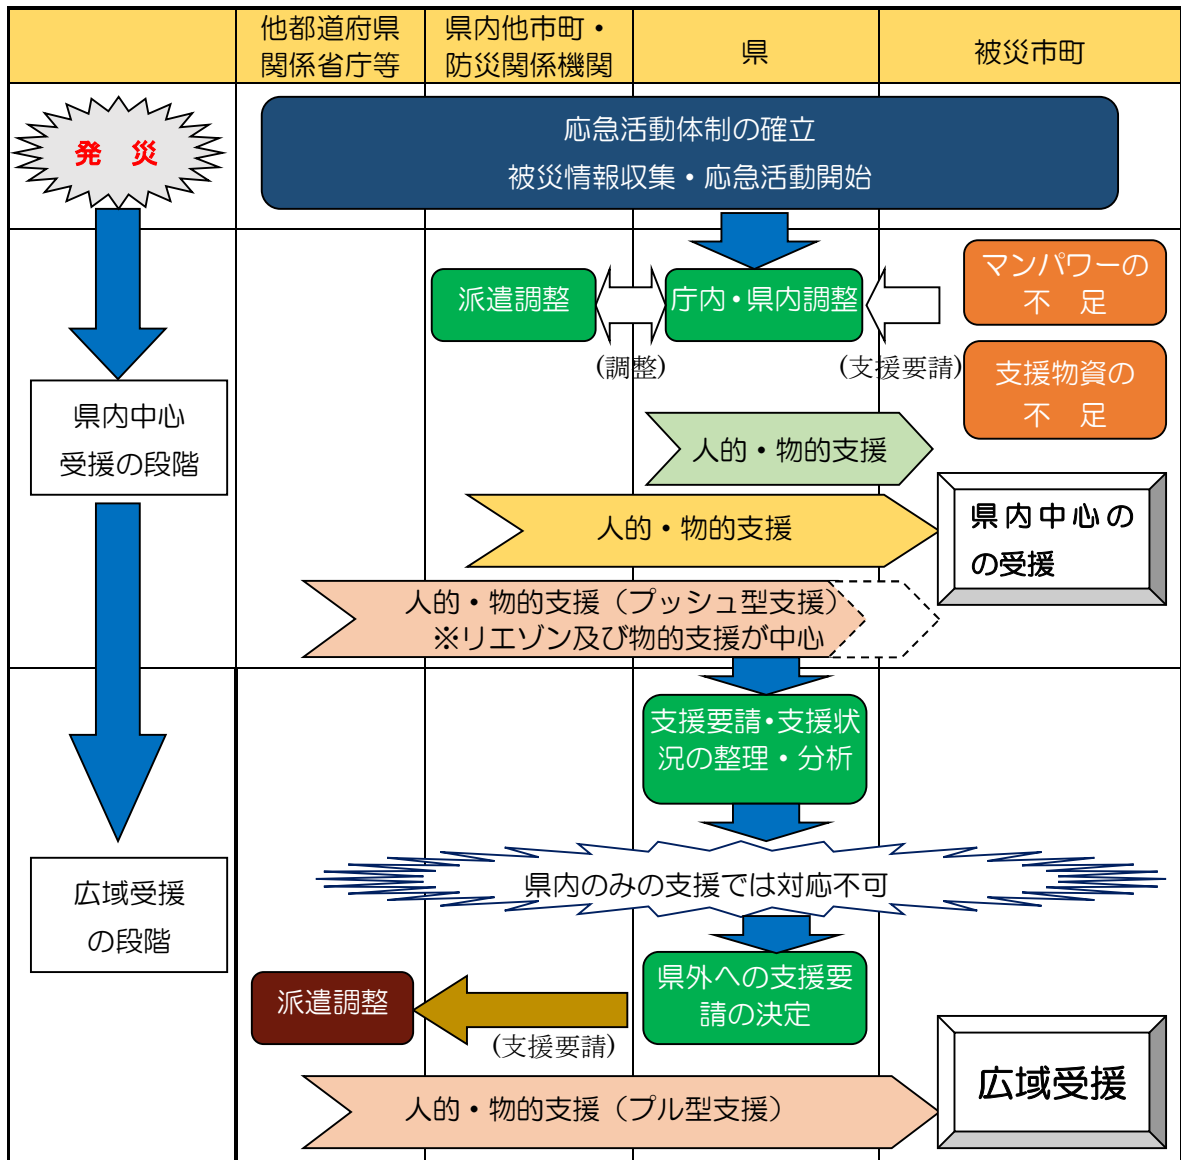 他都道府県
関係省庁等
県内他市町・
防災関係機関
県
被災市町
発　災
応急活動体制の確立
被災情報収集・応急活動開始
派遣調整
庁内・県内調整
マンパワーの
不　足
(調整)
(支援要請)
支援物資の
不　足
県内中心
受援の段階
人的・物的支援
人的・物的支援
県内中心の
の受援
人的・物的支援（プッシュ型支援）
※リエゾン及び物的支援が中心
支援要請・支援状
況の整理・分析
県内のみの支援では対応不可
広域受援
の段階
県外への支援要
請の決定
派遣調整
(支援要請)
広域受援
人的・物的支援（プル型支援）